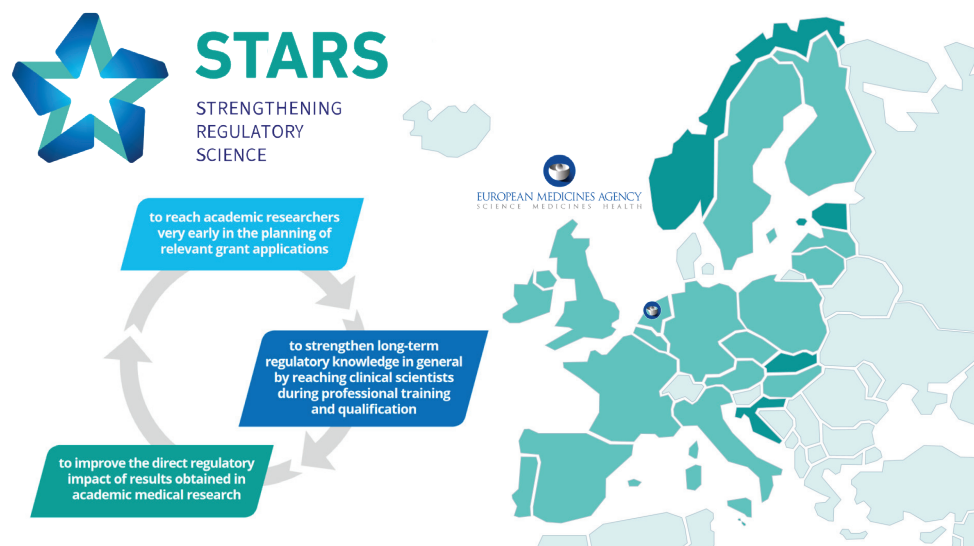 STARS
STRENGTHENING
REGULATORY
SCIENCE
EUROPEAN MEDICINES AGENCY
SCIENCE MEDICINES HEALTH
to reach academic researchers
very early in the planning of
relevant grant applications
to strengthen long-term
regulatory knowledge in general
by reaching clinical scientists
during professional training
and qualification
to improve the direct regulatory
impact of results obtained in
academic medical research